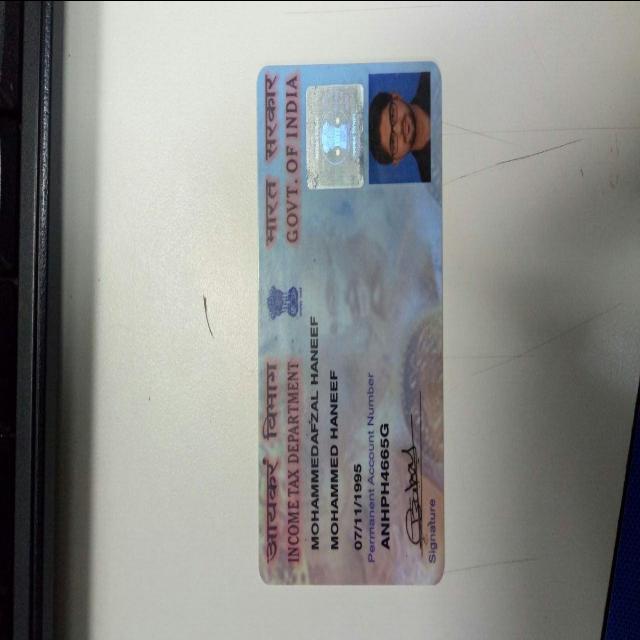 आयकर विभाग
INCOME TAX DEPARTMENT
भारत सरकार
GOVT. OF INDIA
MOHAMMEDAFZAL HANEEF
MOHAMMED HANEEF
07/11/1995
Permanent Account Number
ANHPH4665G
Signature